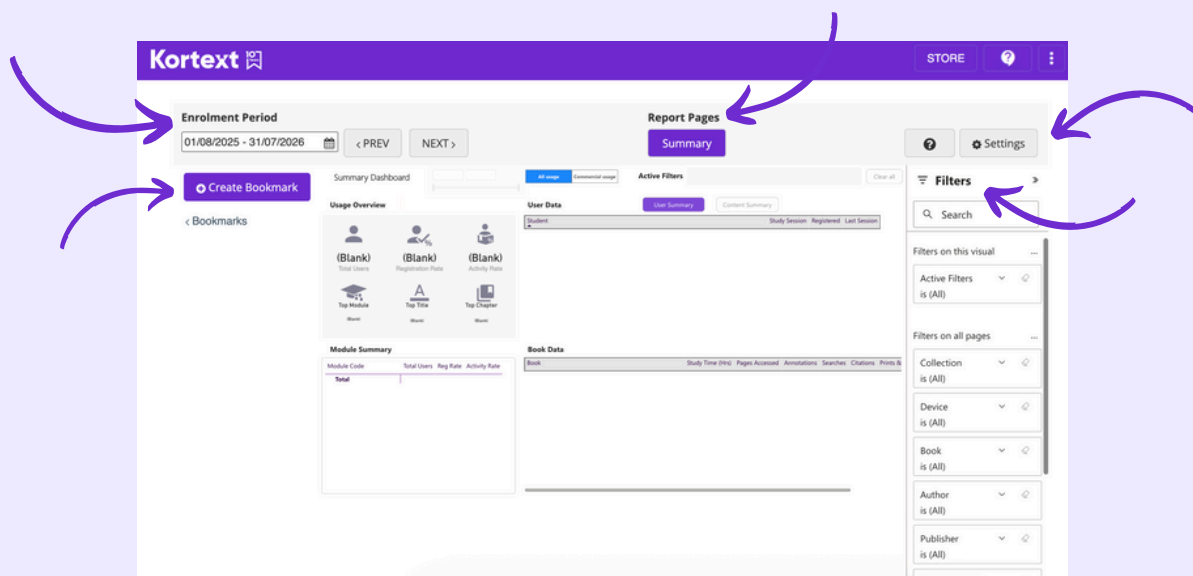 Kortext
STORE
Enrolment Period
01/08/2025 - 31/07/2026
‹ PREV
NEXT ›
Report Pages
Summary
Settings
Create Bookmark
‹ Bookmarks
Summary Dashboard
All usage
Commercial usage
Active Filters
Clear all
Usage Overview
(Blank)
Total Users
(Blank)
Registration Rate
(Blank)
Activity Rate
Top Module
Blank
Top Title
Blank
Top Chapter
Blank
User Data
User Summary
Content Summary
Student
Study Session Registered Last Session
Module Summary
Module Code Total Users Reg Rate Activity Rate
Total
Book Data
Book
Study Time (Hrs) Pages Accessed Annotations Searches Citations Prints &
Filters
Search
Filters on this visual ...
Active Filters
is (All)
Filters on all pages ...
Collection
is (All)
Device
is (All)
Book
is (All)
Author
is (All)
Publisher
is (All)